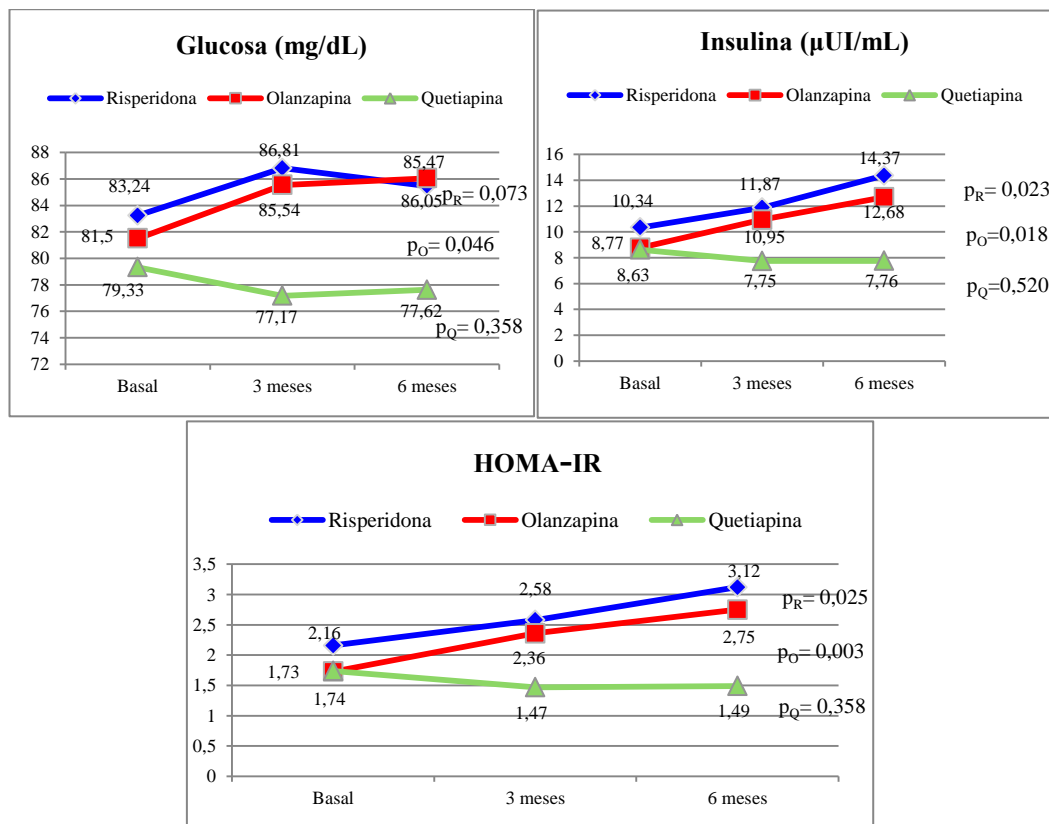 Glucosa (mg/dL)
Risperidona Olanzapina Quetiapina
88
86
84
82
80
78
76
74
72
83,24
86,81
85,47
81,5
85,54
86,05
79,33
77,17
77,62
pR= 0,073
pO= 0,046
pQ= 0,358
Basal 3 meses 6 meses
Insulina (µUI/mL)
Risperidona Olanzapina Quetiapina
16
14
12
10
8
6
4
2
0
10,34
11,87
14,37
8,77
10,95
12,68
8,63
7,75
7,76
pR= 0,023
pO=0,018
pQ=0,520
Basal 3 meses 6 meses
HOMA-IR
Risperidona Olanzapina Quetiapina
3,5
3
2,5
2
1,5
1
0,5
0
2,16
2,58
3,12
1,73
2,36
2,75
1,74
1,47
1,49
pR= 0,025
pO= 0,003
pQ= 0,358
Basal 3 meses 6 meses